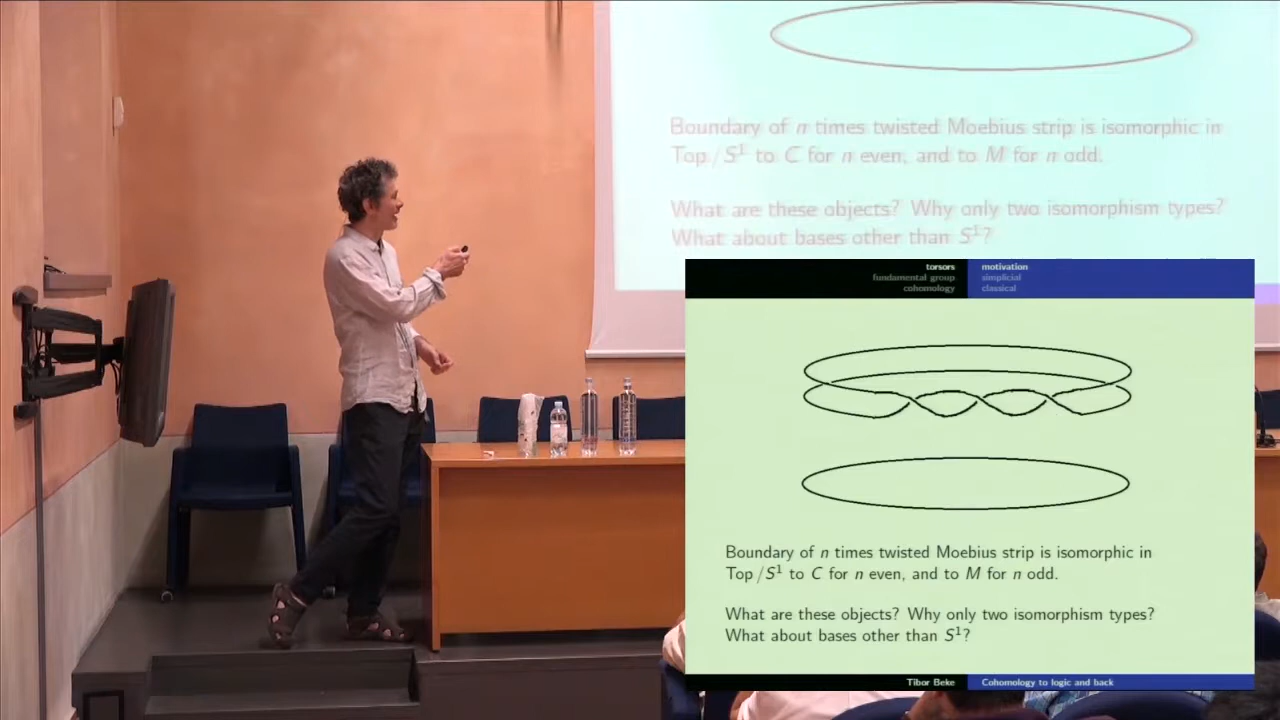 Boundary of n times twisted Moebius strip is isomorphic in
Top/S¹ to C for n even, and to M for n odd.
What are these objects? Why only two isomorphism types?
What about bases other than S¹?
torsors
fundamental group
cohomology
motivation
simplicial
classical
Boundary of n times twisted Moebius strip is isomorphic in
Top/S¹ to C for n even, and to M for n odd.
What are these objects? Why only two isomorphism types?
What about bases other than S¹?
Tibor Beke
Cohomology to logic and back